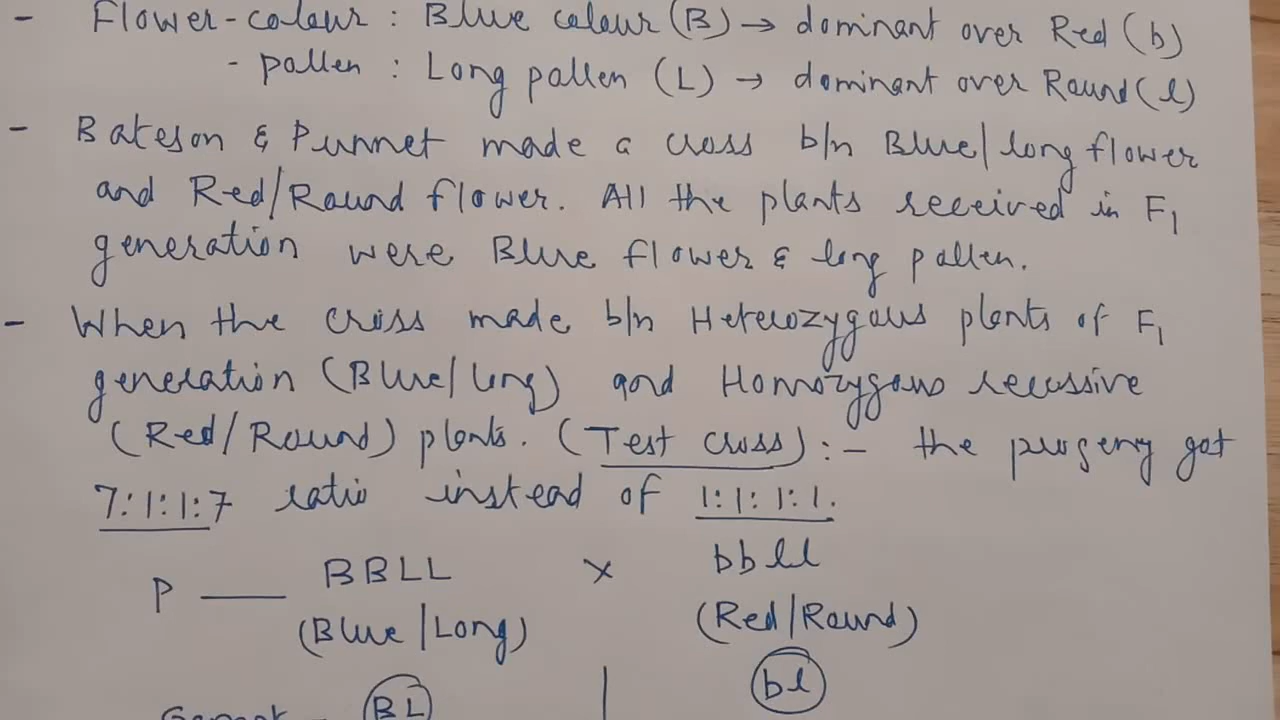 - Flower-colour : Blue colour (B) → dominant over Red (b)
- pollen : Long pollen (L) → dominant over Round (l)
- Bateson & Punnet made a cross b/n Blue/long flower
and Red/Round flower. All the plants received in F1
generation were Blue flower & long pollen.
- When the cross made b/n Heterozygous plants of F1
generation (Blue/long) and Homozygous recessive
(Red/Round) plants. (Test cross) :- the progeny got
7:1:1:7 ratio instead of 1:1:1:1.
P — BBLL × bbll
(Blue/Long) (Red/Round)
Gamet - BL bl